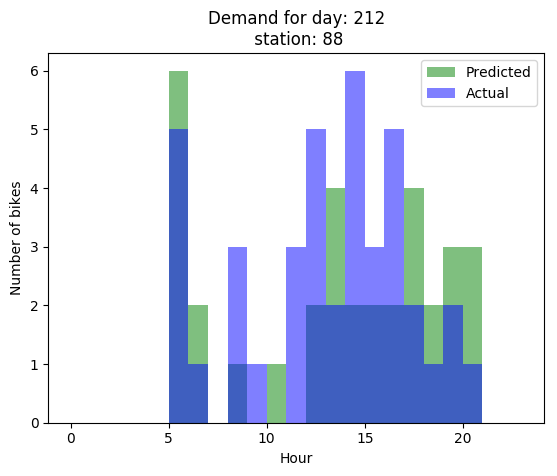 Demand for day: 212
station: 88
Predicted
Actual
Number of bikes
6
5
4
3
2
1
0
0
5
10
15
20
Hour